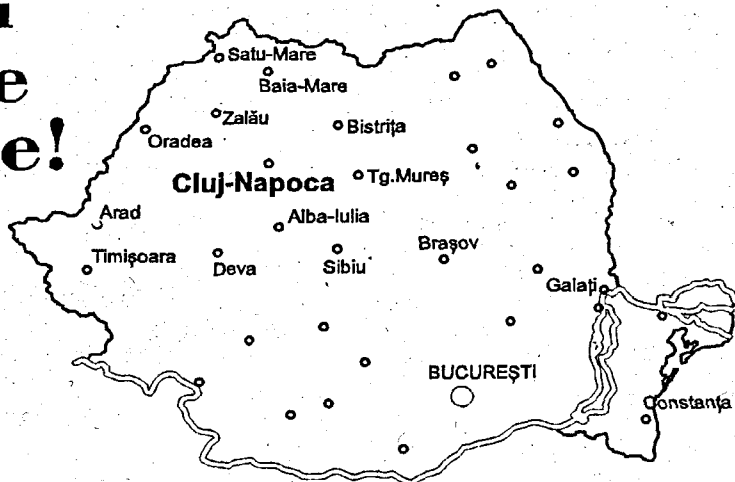 e
e!
Satu-Mare
Baia-Mare
Zalău
Oradea
Bistrița
Cluj-Napoca
Tg.Mureș
Arad
Alba-Iulia
Timișoara
Deva
Sibiu
Brașov
Galați
BUCUREȘTI
Constanța